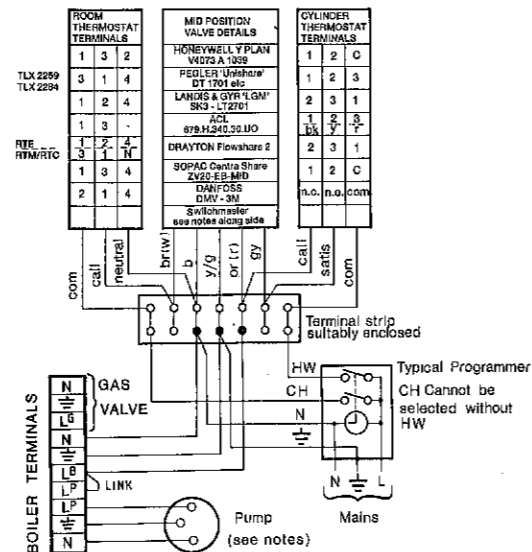 ROOM
THERMOSTAT
TERMINALS
1 3 2
TLX 2259 3 1 4
TLX 2284
1 2 4
1 3 -
RTE 1 2 4
RTM/RTC 3 1 N
1 3 4
2 1 4
MID POSITION
VALVE DETAILS
HONEYWELL Y PLAN
V4073 A 1039
PEGLER 'Unishare'
DT 1701 etc
LANDIS & GYR 'LGM'
SK3 - LT2701
ACL
679.H.340.30.UO
DRAYTON Flowshare 2
SOPAC Centra Share
ZV20-EB-MID
DANFOSS
DMV - 3M
Switchmaster
see notes along side
CYLINDER
THERMOSTAT
TERMINALS
1 2 C
1 2 3
2 3 1
1 2 3
bk y r
2 3 1
1 2 C
n.c. n.o. com
com
call
neutral
br(w)
b
y/g
or (r)
gy
call
satis
com
Terminal strip
suitably enclosed
HW
CH
N
Typical Programmer
CH Cannot be
selected without
HW
N L
Mains
BOILER TERMINALS
N
LG
N
LB
LP
LP
N
GAS
VALVE
LINK
Pump
(see notes)